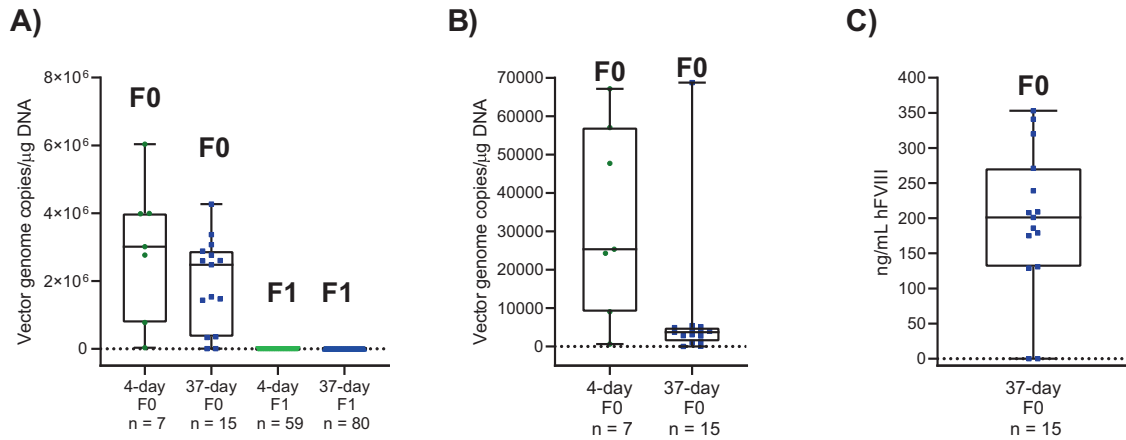 A)
Vector genome copies/µg DNA
8×10⁶
6×10⁶
4×10⁶
2×10⁶
0
F0
F0
F1
F1
4-day
F0
n = 7
37-day
F0
n = 15
4-day
F1
n = 59
37-day
F1
n = 80
B)
Vector genome copies/µg DNA
70000
60000
50000
40000
30000
20000
10000
0
F0
F0
4-day
F0
n = 7
37-day
F0
n = 15
C)
ng/mL hFVIII
400
350
300
250
200
150
100
50
0
F0
37-day
F0
n = 15